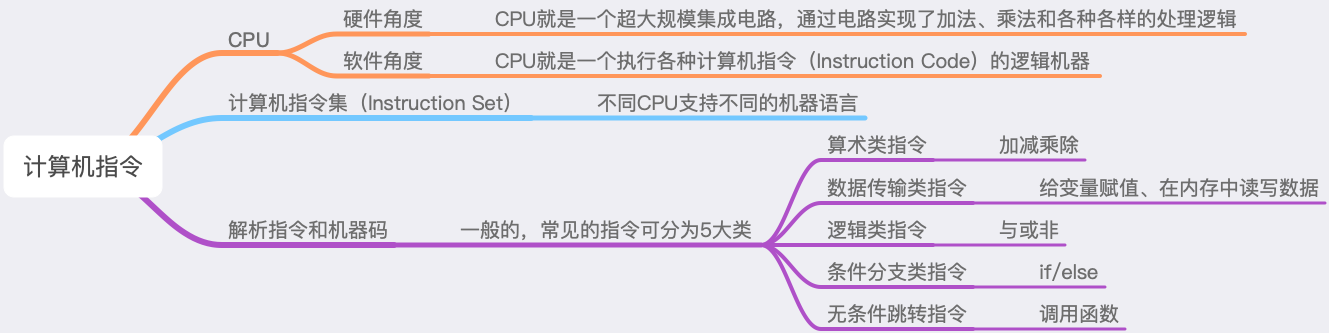 硬件角度 CPU就是一个超大规模集成电路，通过电路实现了加法、乘法和各种各样的处理逻辑
CPU
软件角度 CPU就是一个执行各种计算机指令（Instruction Code）的逻辑机器
计算机指令集（Instruction Set） 不同CPU支持不同的机器语言
计算机指令
算术类指令 加减乘除
数据传输类指令 给变量赋值、在内存中读写数据
解析指令和机器码 一般的，常见的指令可分为5大类
逻辑类指令 与或非
条件分支类指令 if/else
无条件跳转指令 调用函数